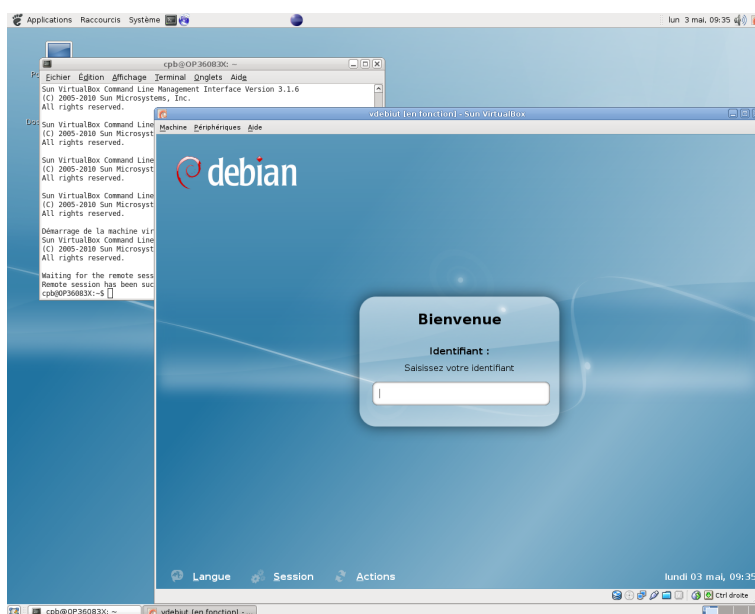 Applications Raccourcis Système
lun 3 mai, 09:35
cpb@OP36083X: ~
Fichier Édition Affichage Terminal Onglets Aide
Sun VirtualBox Command Line Management Interface Version 3.1.6
(C) 2005-2010 Sun Microsystems, Inc.
All rights reserved.
Sun VirtualBox Command Line
(C) 2005-2010 Sun Microsyst
All rights reserved.
Sun VirtualBox Command Line
(C) 2005-2010 Sun Microsyst
All rights reserved.
Sun VirtualBox Command Line
(C) 2005-2010 Sun Microsyst
All rights reserved.
Démarrage de la machine vir
Sun VirtualBox Command Line
(C) 2005-2010 Sun Microsyst
All rights reserved.
Waiting for the remote sess
Remote session has been suc
cpb@OP36083X:~$
vdebiut [en fonction] - Sun VirtualBox
Machine Périphériques Aide
debian
Bienvenue
Identifiant :
Saisissez votre identifiant
Langue Session Actions
lundi 03 mai, 09:35
Ctrl droite
cpb@OP36083X: ~
vdebiut [en fonction] -